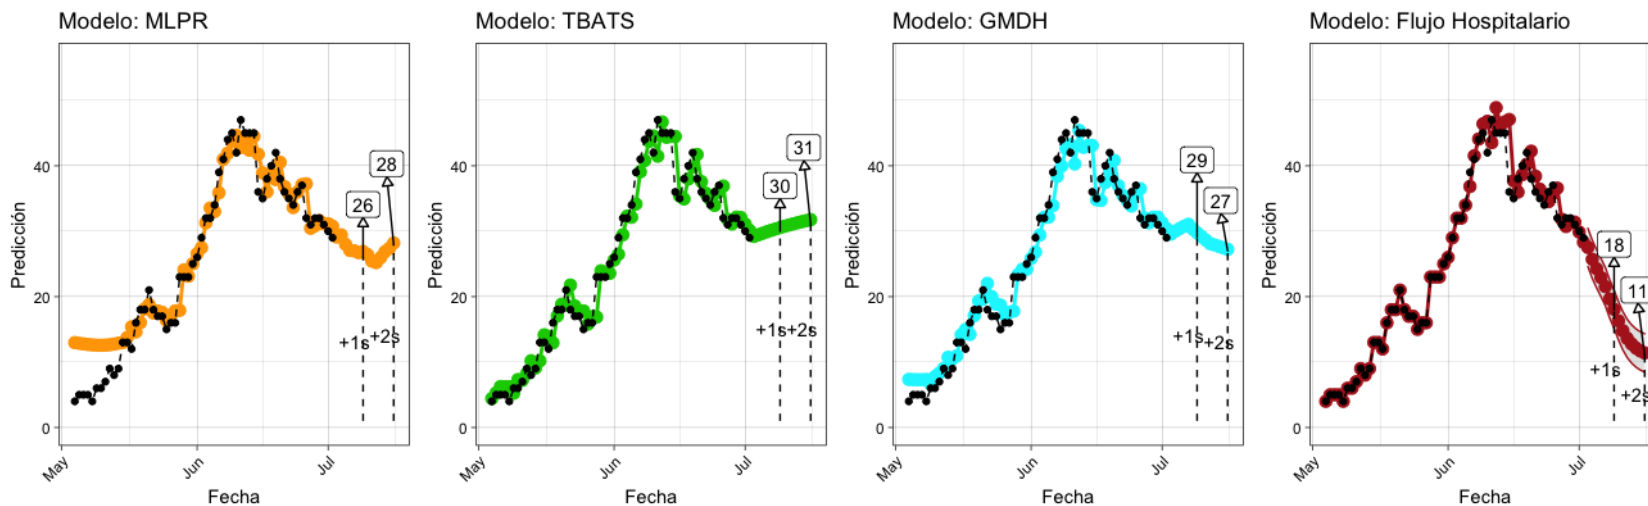 Modelo: MLPR
Predicción
40
20
0
26
28
+1s
+2s
May
Jun
Jul
Fecha
Modelo: TBATS
Predicción
40
20
0
30
31
+1s
+2s
May
Jun
Jul
Fecha
Modelo: GMDH
Predicción
40
20
0
29
27
+1s
+2s
May
Jun
Jul
Fecha
Modelo: Flujo Hospitalario
Predicción
40
20
0
18
11
+1s
+2s
May
Jun
Jul
Fecha